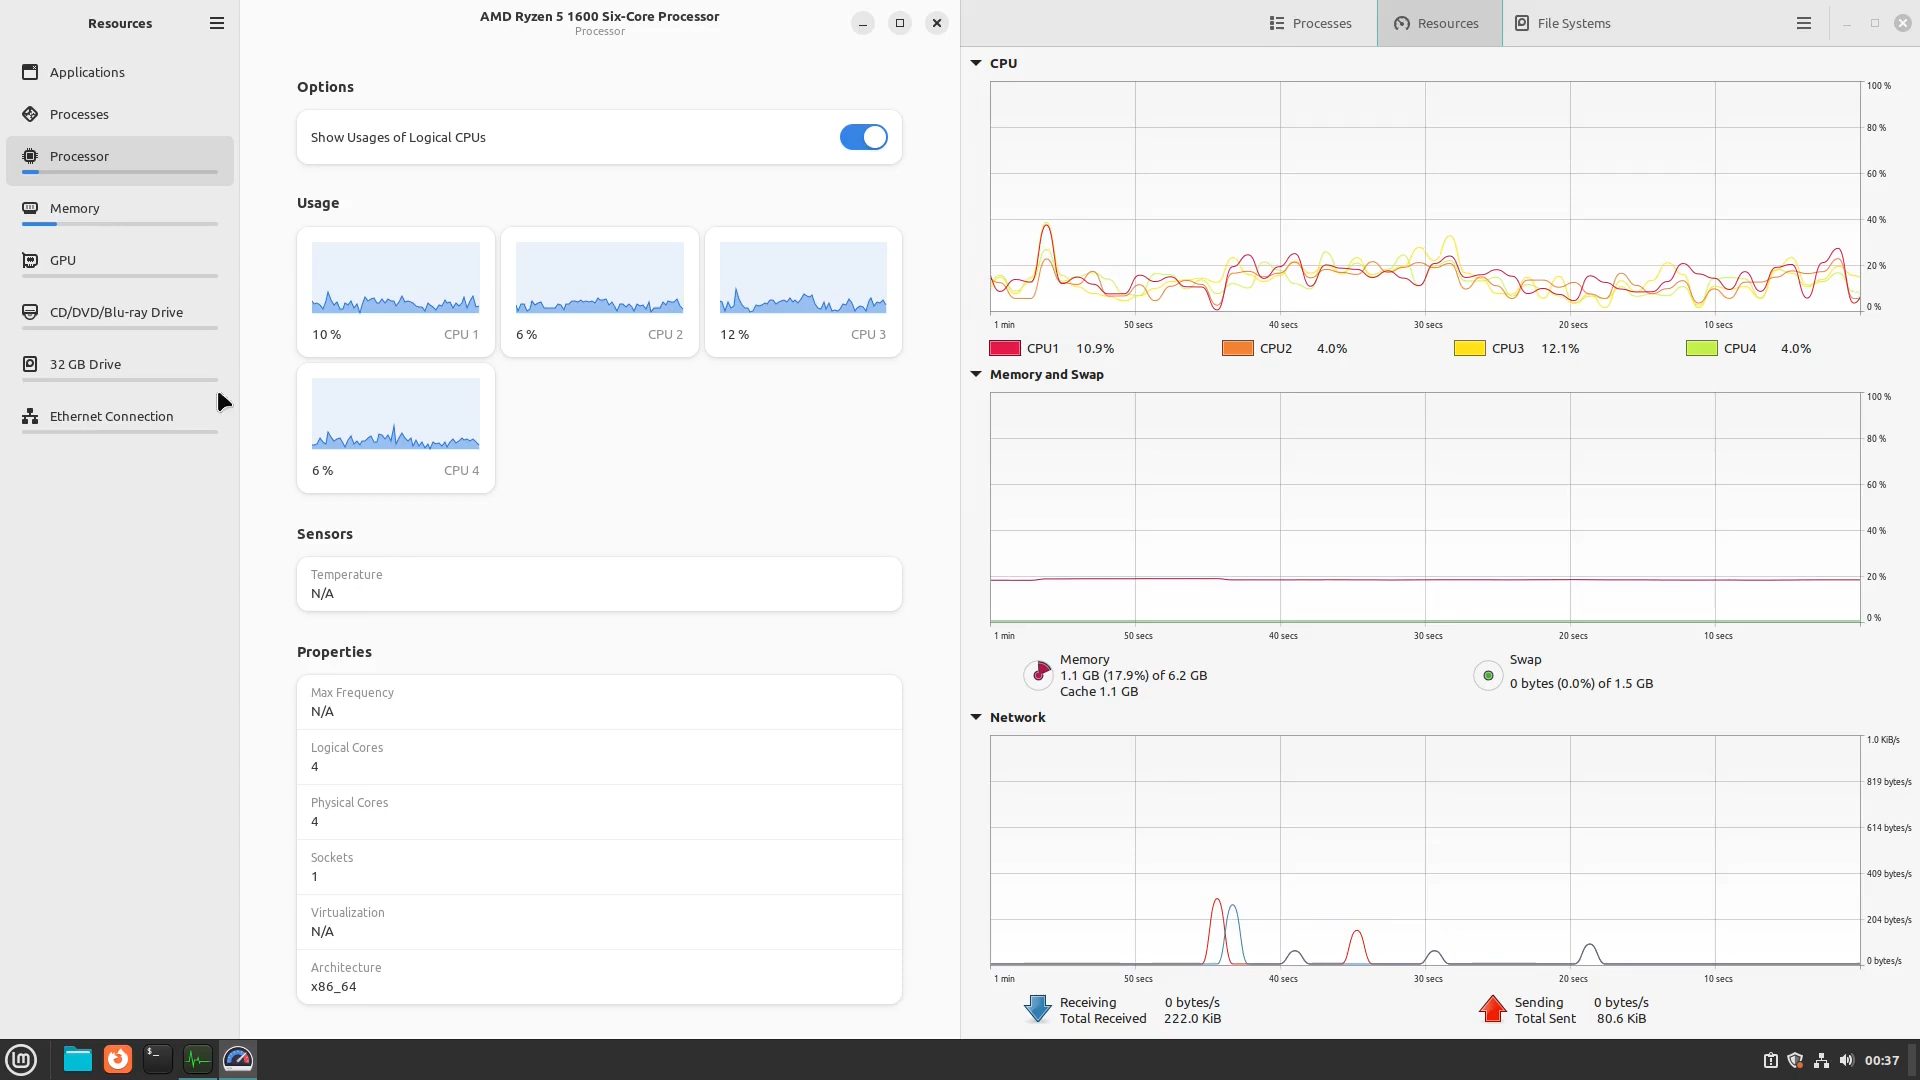 Resources
Applications
Processes
Processor
Memory
GPU
CD/DVD/Blu-ray Drive
32 GB Drive
Ethernet Connection
AMD Ryzen 5 1600 Six-Core Processor
Processor
Options
Show Usages of Logical CPUs
Usage
10 % CPU 1
6 % CPU 2
12 % CPU 3
6 % CPU 4
Sensors
Temperature
N/A
Properties
Max Frequency
N/A
Logical Cores
4
Physical Cores
4
Sockets
1
Virtualization
N/A
Architecture
x86_64
Processes Resources File Systems
CPU
100 %
80 %
60 %
40 %
20 %
0 %
1 min 50 secs 40 secs 30 secs 20 secs 10 secs
CPU1 10.9% CPU2 4.0% CPU3 12.1% CPU4 4.0%
Memory and Swap
100 %
80 %
60 %
40 %
20 %
0 %
1 min 50 secs 40 secs 30 secs 20 secs 10 secs
Memory
1.1 GB (17.9%) of 6.2 GB
Cache 1.1 GB
Swap
0 bytes (0.0%) of 1.5 GB
Network
1.0 KiB/s
819 bytes/s
614 bytes/s
409 bytes/s
204 bytes/s
0 bytes/s
1 min 50 secs 40 secs 30 secs 20 secs 10 secs
Receiving 0 bytes/s
Total Received 222.0 KiB
Sending 0 bytes/s
Total Sent 80.6 KiB
$_
00:37